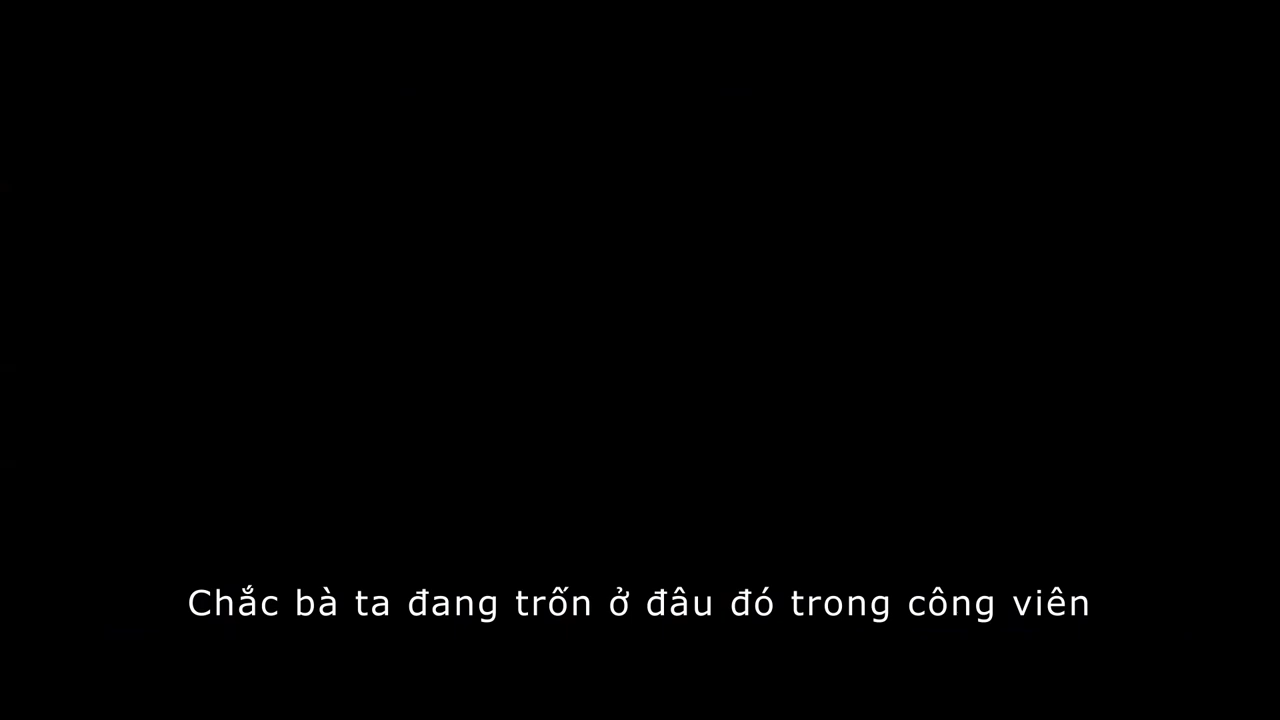 Chắc bà ta đang trốn ở đâu đó trong công viên